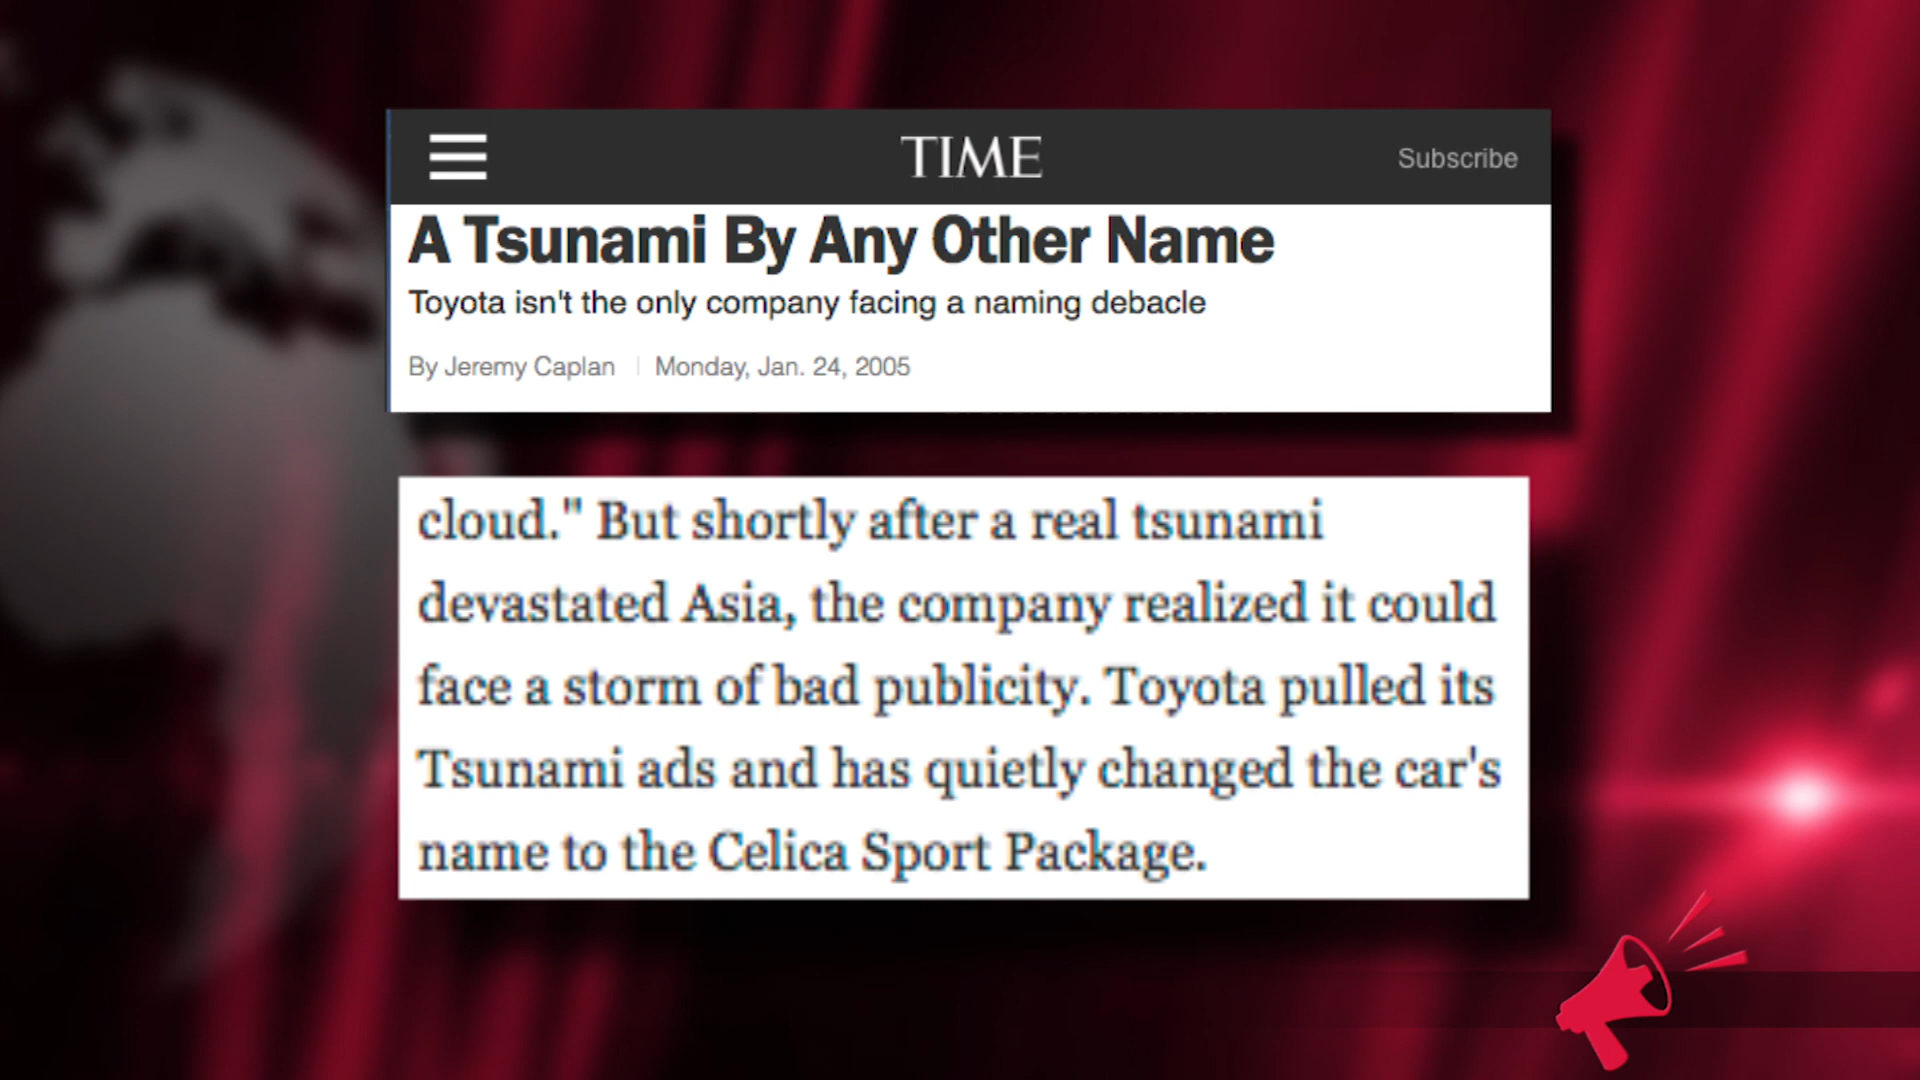 TIME
Subscribe
A Tsunami By Any Other Name
Toyota isn't the only company facing a naming debacle
By Jeremy Caplan | Monday, Jan. 24, 2005
cloud." But shortly after a real tsunami
devastated Asia, the company realized it could
face a storm of bad publicity. Toyota pulled its
Tsunami ads and has quietly changed the car's
name to the Celica Sport Package.